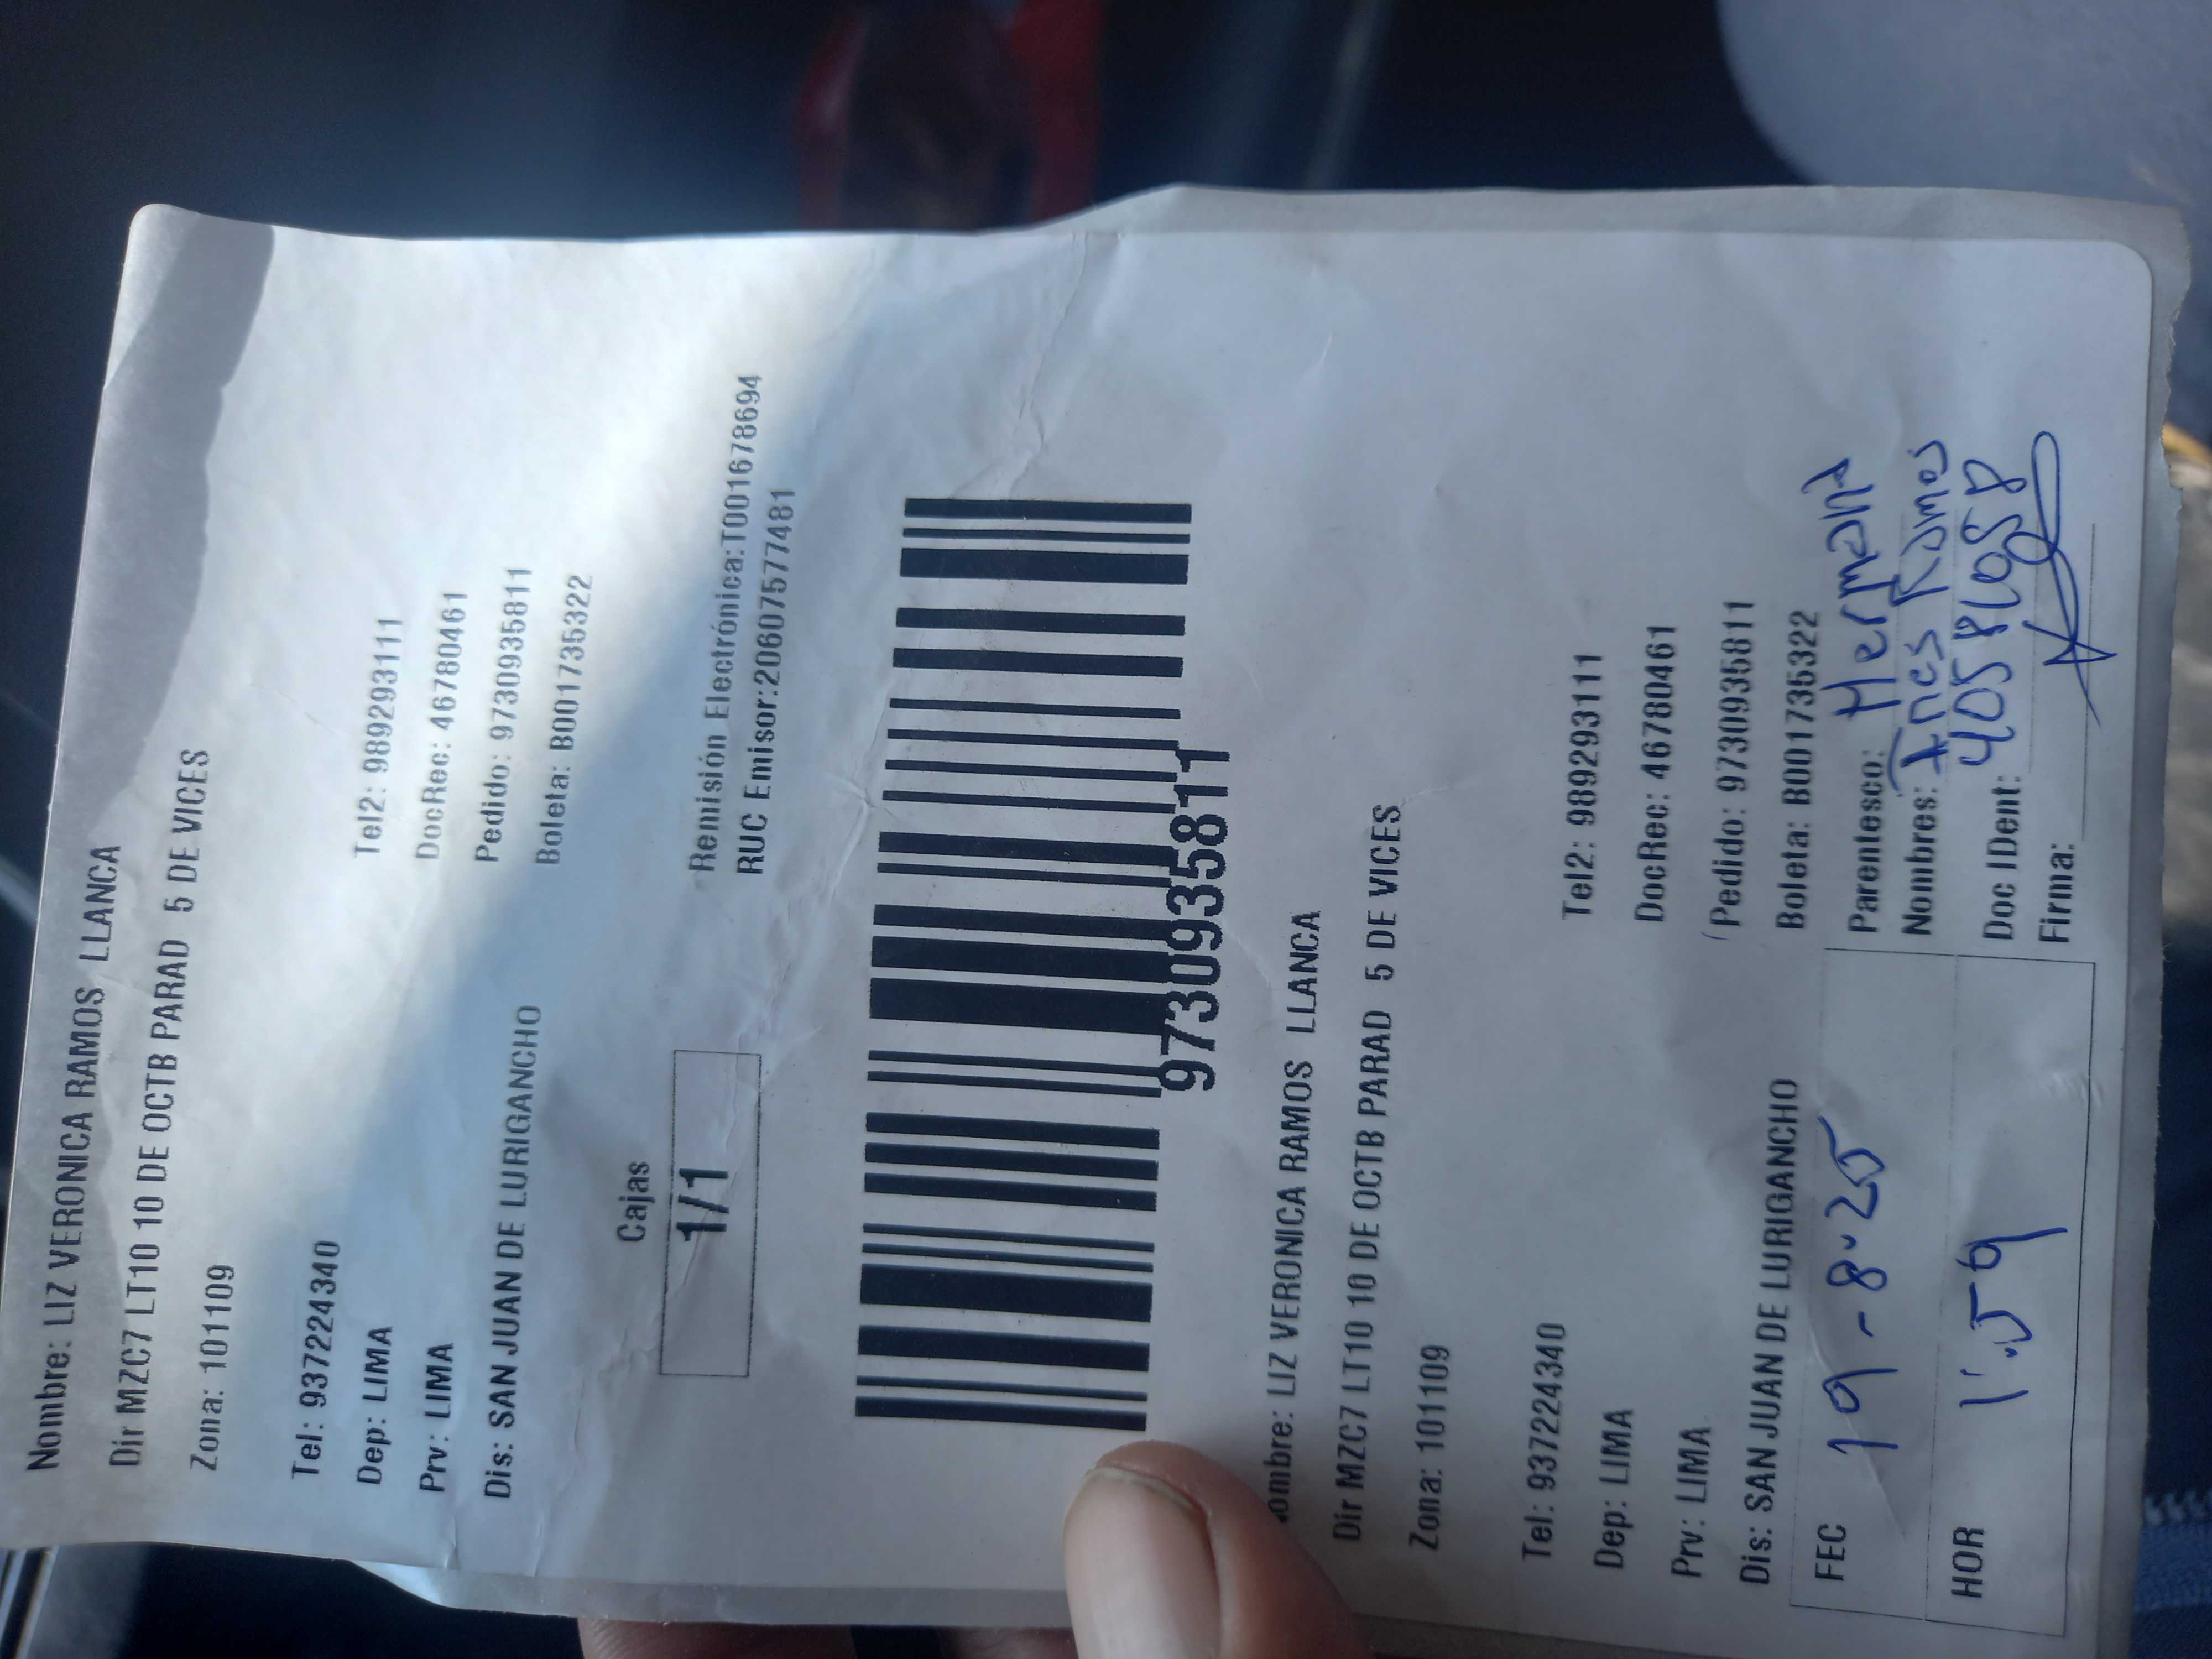 Nombre: LIZ VERONICA RAMOS LLANCA
Dir MZC7 LT10 10 DE OCTB PARAD 5 DE VICES
Zona: 101109
Tel: 937224340 Tel2: 989293111
Dep: LIMA DocRec: 46780461
Prv: LIMA Pedido: 97309935811
Dis: SAN JUAN DE LURIGANCHO Boleta: B001735322
Cajas
1/1
Remisión Electrónica:T001678694
RUC Emisor:20607577481
9730935811
ombre: LIZ VERONICA RAMOS LLANCA
Dir MZC7 LT10 10 DE OCTB PARAD 5 DE VICES
Zona: 101109
Tel: 937224340 Tel2: 989293111
Dep: LIMA DocRec: 46780461
Prv: LIMA Pedido: 9730935811
Dis: SAN JUAN DE LURIGANCHO Boleta: B001735322
FEC 19-8-25 Parentesco: Hermana
Nombres: Ines Ramos
HOR 1:59 Doc IDent:
Firma: